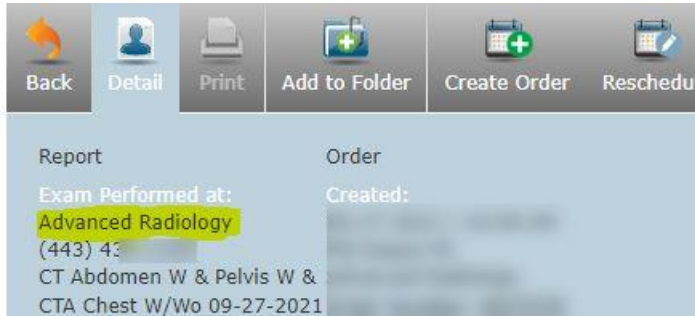 Back
Detail
Print
Add to Folder
Create Order
Reschedu
Report
Order
Exam Performed at:
Created:
Advanced Radiology
(443) 43
CT Abdomen W & Pelvis W &
CTA Chest W/Wo 09-27-2021